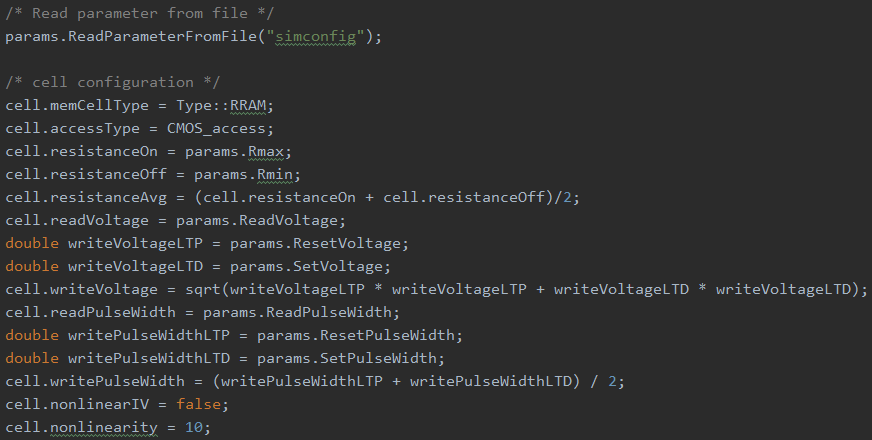 /* Read parameter from file */
params.ReadParameterFromFile("simconfig");
/* cell configuration */
cell.memCellType = Type::RRAM;
cell.accessType = CMOS_access;
cell.resistanceOn = params.Rmax;
cell.resistanceOff = params.Rmin;
cell.resistanceAvg = (cell.resistanceOn + cell.resistanceOff)/2;
cell.readVoltage = params.ReadVoltage;
double writeVoltageLTP = params.ResetVoltage;
double writeVoltageLTD = params.SetVoltage;
cell.writeVoltage = sqrt(writeVoltageLTP * writeVoltageLTP + writeVoltageLTD * writeVoltageLTD);
cell.readPulseWidth = params.ReadPulseWidth;
double writePulseWidthLTP = params.ResetPulseWidth;
double writePulseWidthLTD = params.SetPulseWidth;
cell.writePulseWidth = (writePulseWidthLTP + writePulseWidthLTD) / 2;
cell.nonlinearIV = false;
cell.nonlinearity = 10;